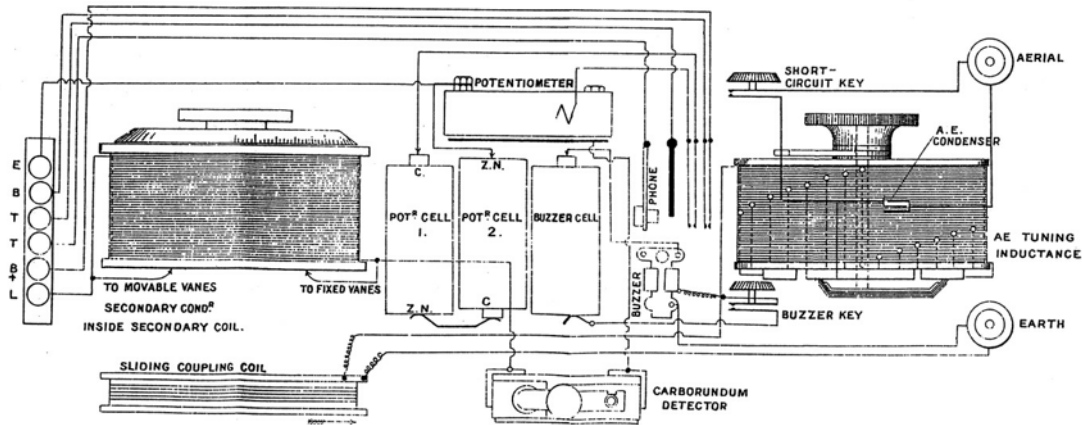 POTENTIOMETER
SHORT-
CIRCUIT KEY
AERIAL
A.E.
CONDENSER
E
B
T
T
B
+
L
C.
Z.N.
POTR CELL
1.
POTR CELL
2.
BUZZER CELL
PHONE
AE TUNING
INDUCTANCE
TO MOVABLE VANES
TO FIXED VANES
SECONDARY CONDR
INSIDE SECONDARY COIL.
Z.N.
C
BUZZER
BUZZER KEY
EARTH
SLIDING COUPLING COIL
CARBORUNDUM
DETECTOR